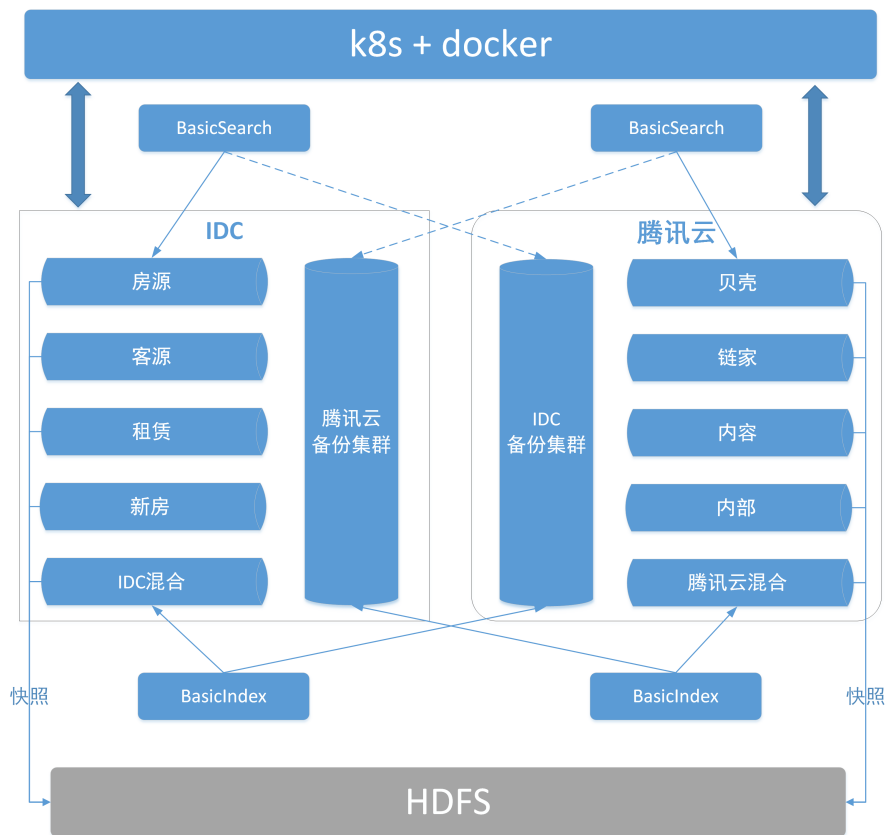 k8s + docker
BasicSearch
BasicSearch
IDC
腾讯云
房源
客源
租赁
新房
IDC混合
腾讯云
备份集群
IDC
备份集群
贝壳
链家
内容
内部
腾讯云混合
快照
BasicIndex
BasicIndex
快照
HDFS